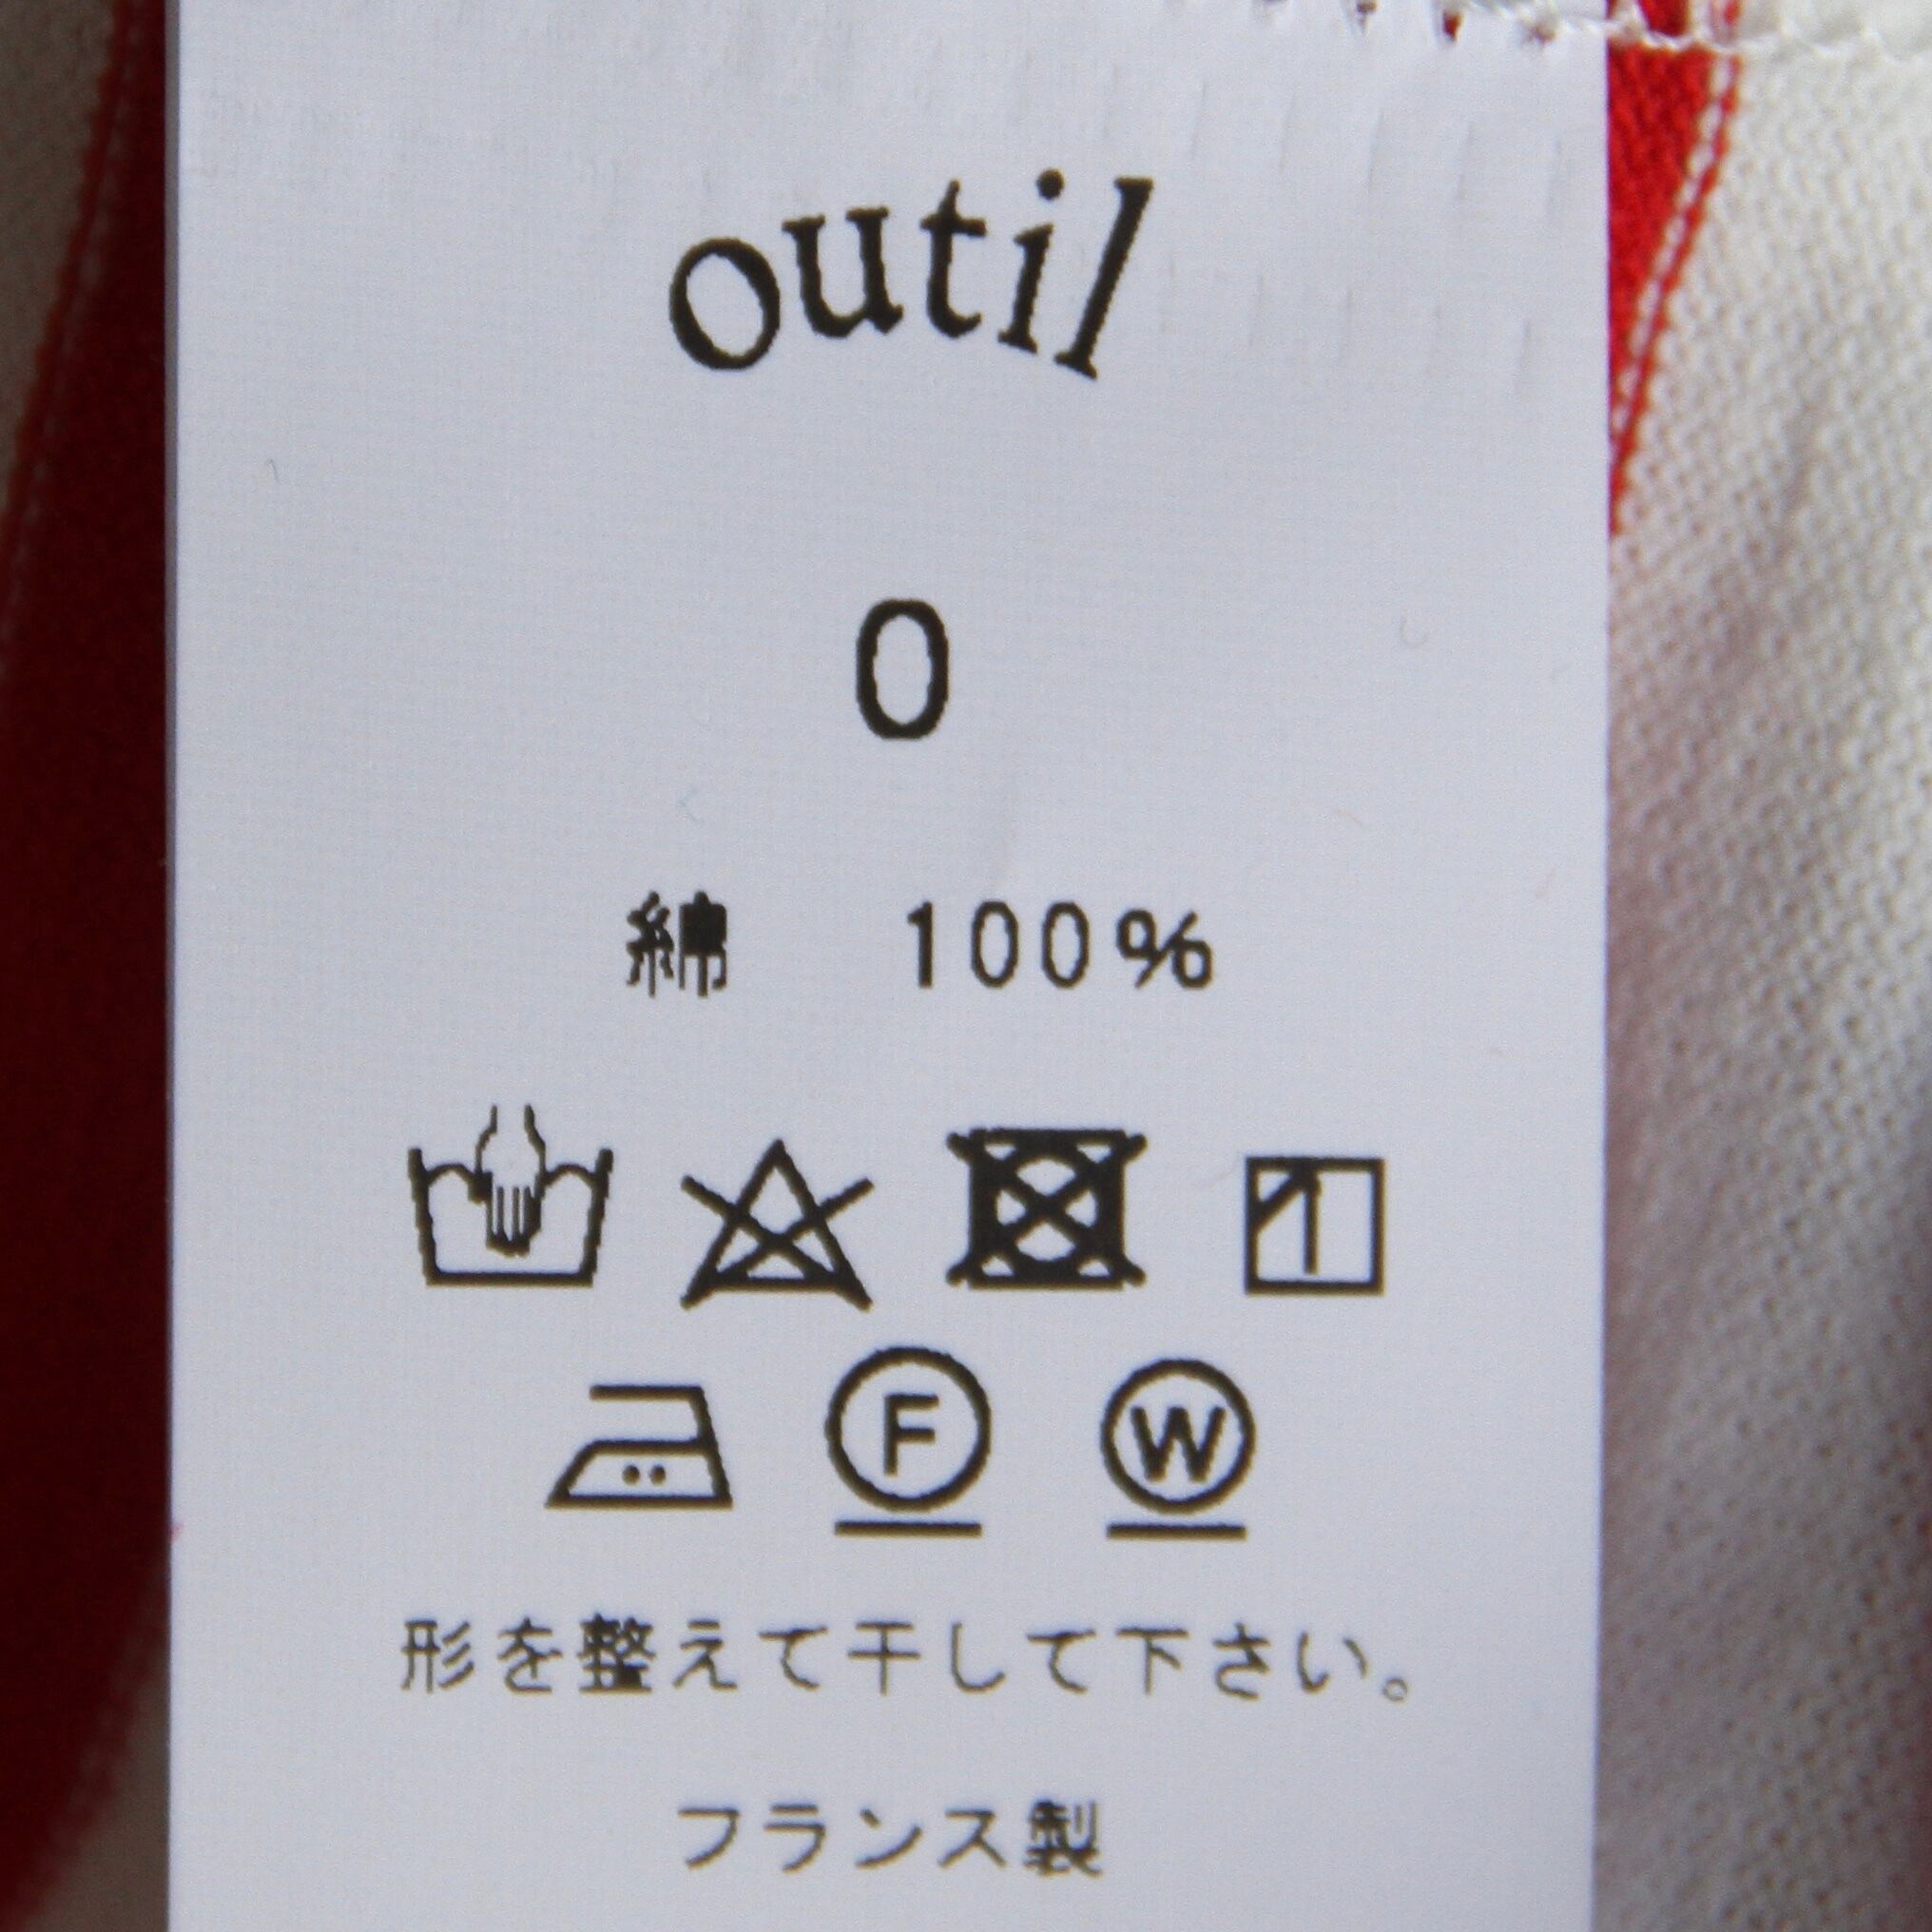 outil
0
綿 100%
F W
形を整えて干して下さい。
フランス製